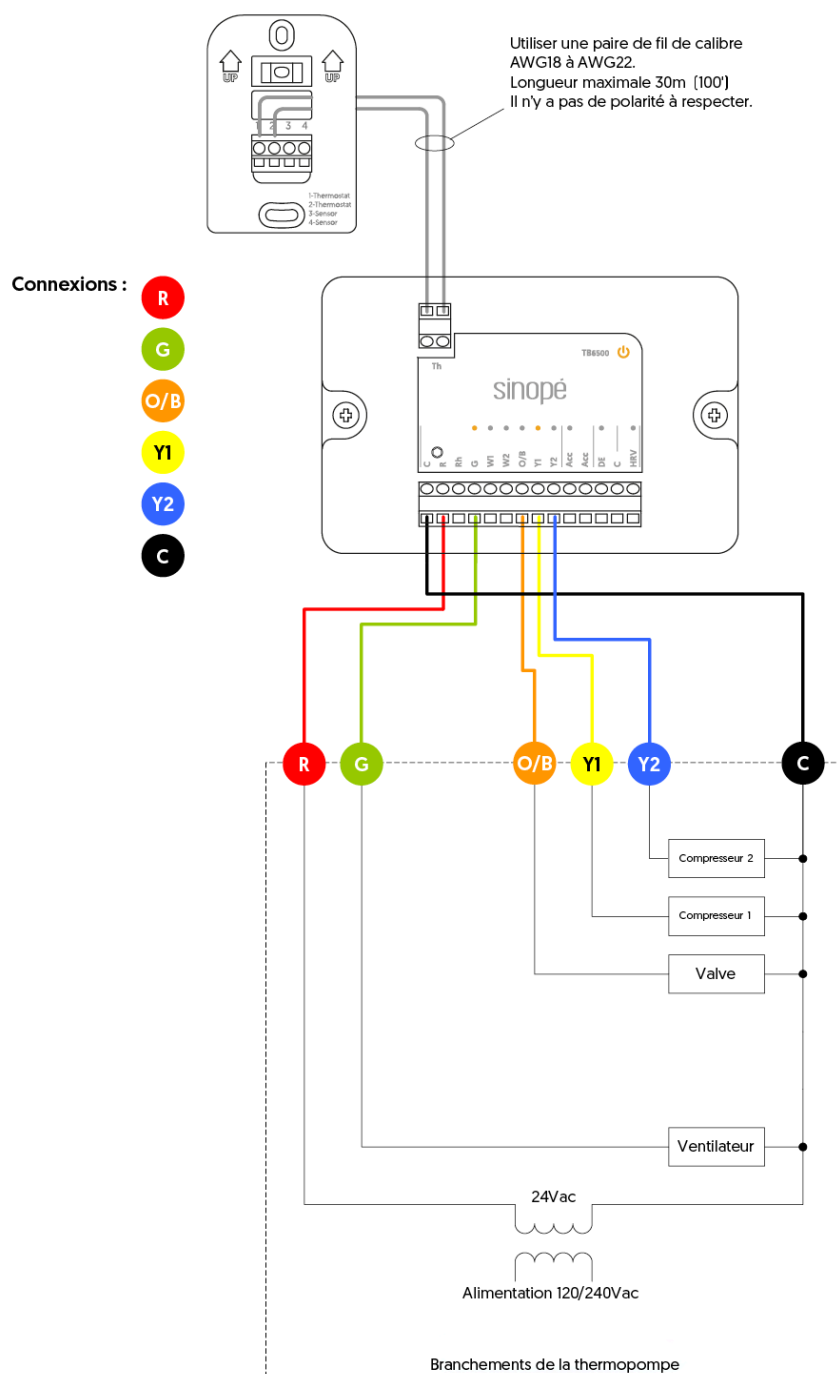 Utiliser une paire de fil de calibre
AWG18 à AWG22.
Longueur maximale 30m (100')
Il n'y a pas de polarité à respecter.
UP
UP
1 2 3 4
1-Thermostat
2-Thermostat
3-Sensor
4-Sensor
Connexions :
R
G
O/B
Y1
Y2
C
Th
TB6500
sinopé
C
R
Rh
G
W1
W2
O/B
Y1
Y2
Acc
Acc
DE
C
HRV
R
G
O/B
Y1
Y2
C
Compresseur 2
Compresseur 1
Valve
Ventilateur
24Vac
Alimentation 120/240Vac
Branchements de la thermopompe